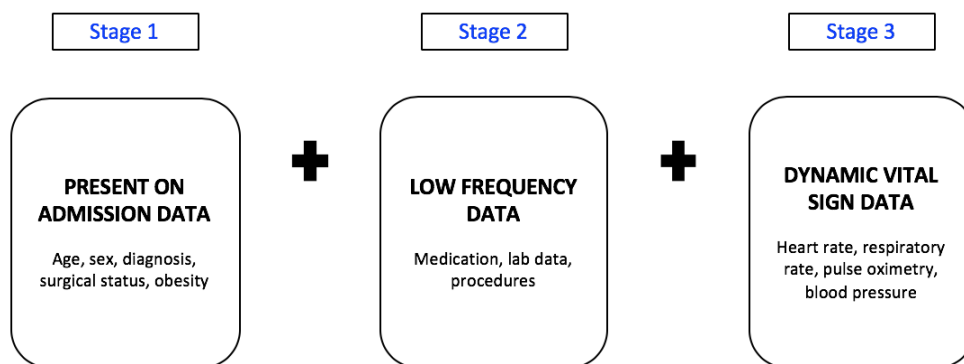 Stage 1
Stage 2
Stage 3
PRESENT ON
ADMISSION DATA
Age, sex, diagnosis,
surgical status, obesity
LOW FREQUENCY
DATA
Medication, lab data,
procedures
DYNAMIC VITAL
SIGN DATA
Heart rate, respiratory
rate, pulse oximetry,
blood pressure